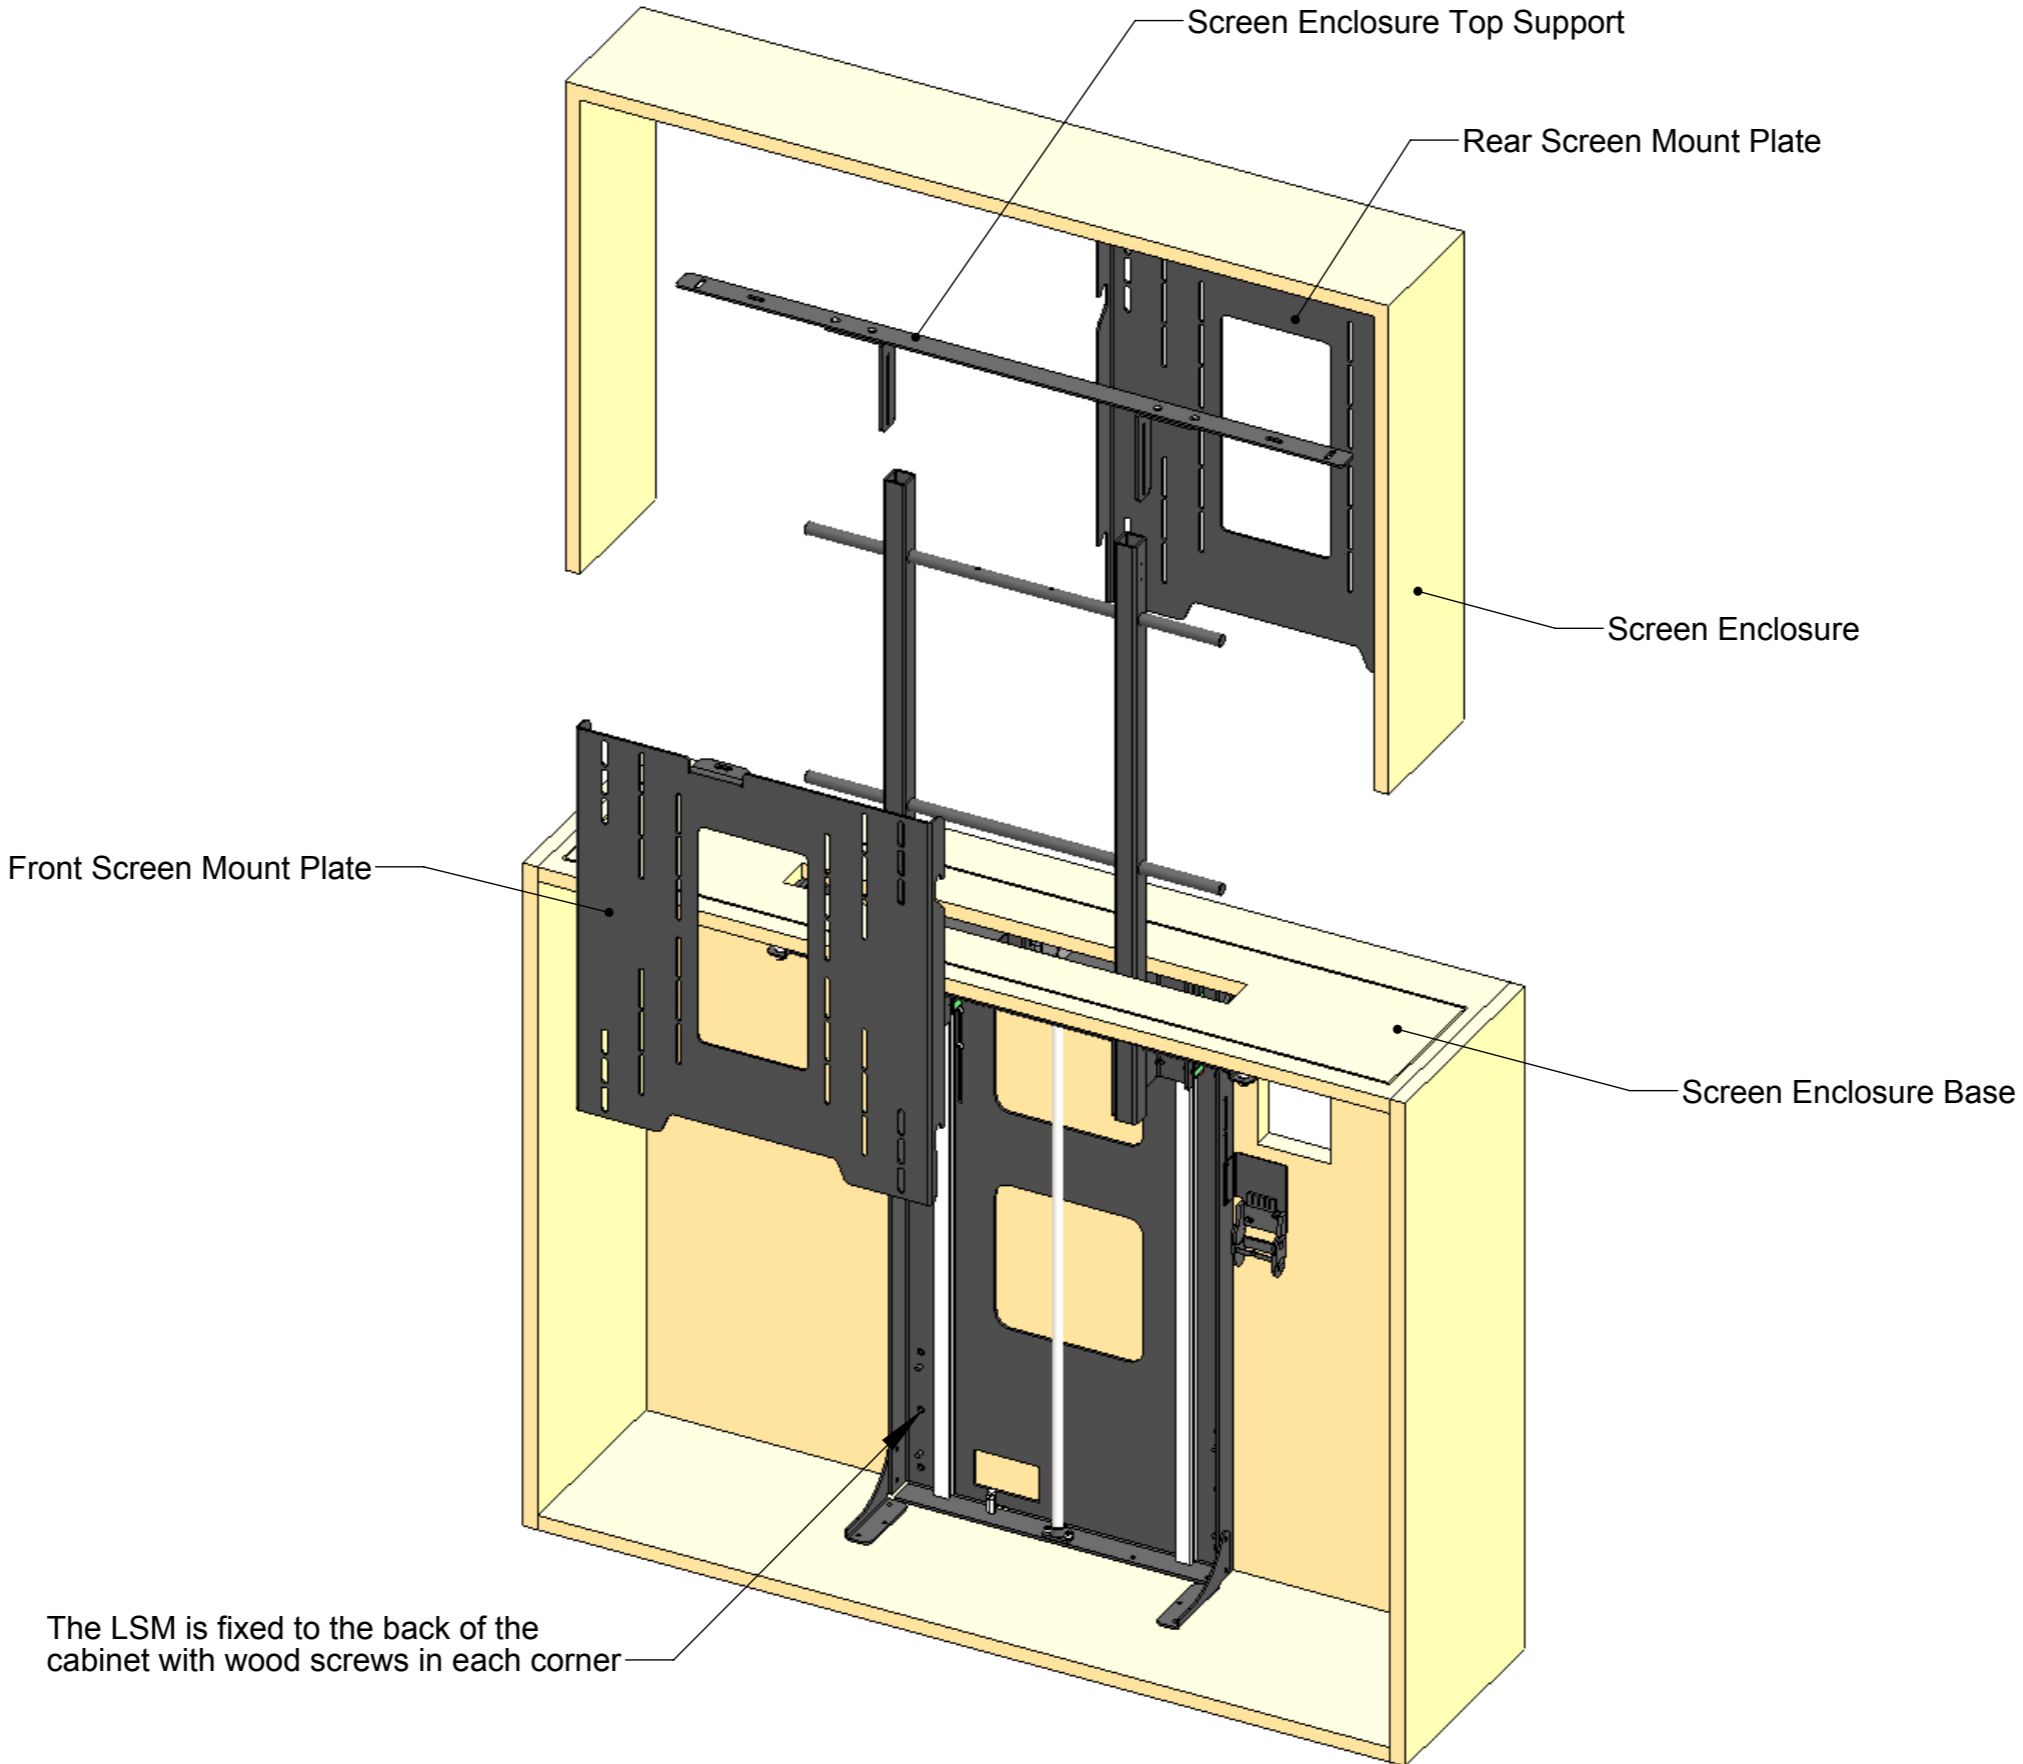 Screen Enclosure Top Support
Rear Screen Mount Plate
Screen Enclosure
Front Screen Mount Plate
Screen Enclosure Base
The LSM is fixed to the back of the
cabinet with wood screws in each corner